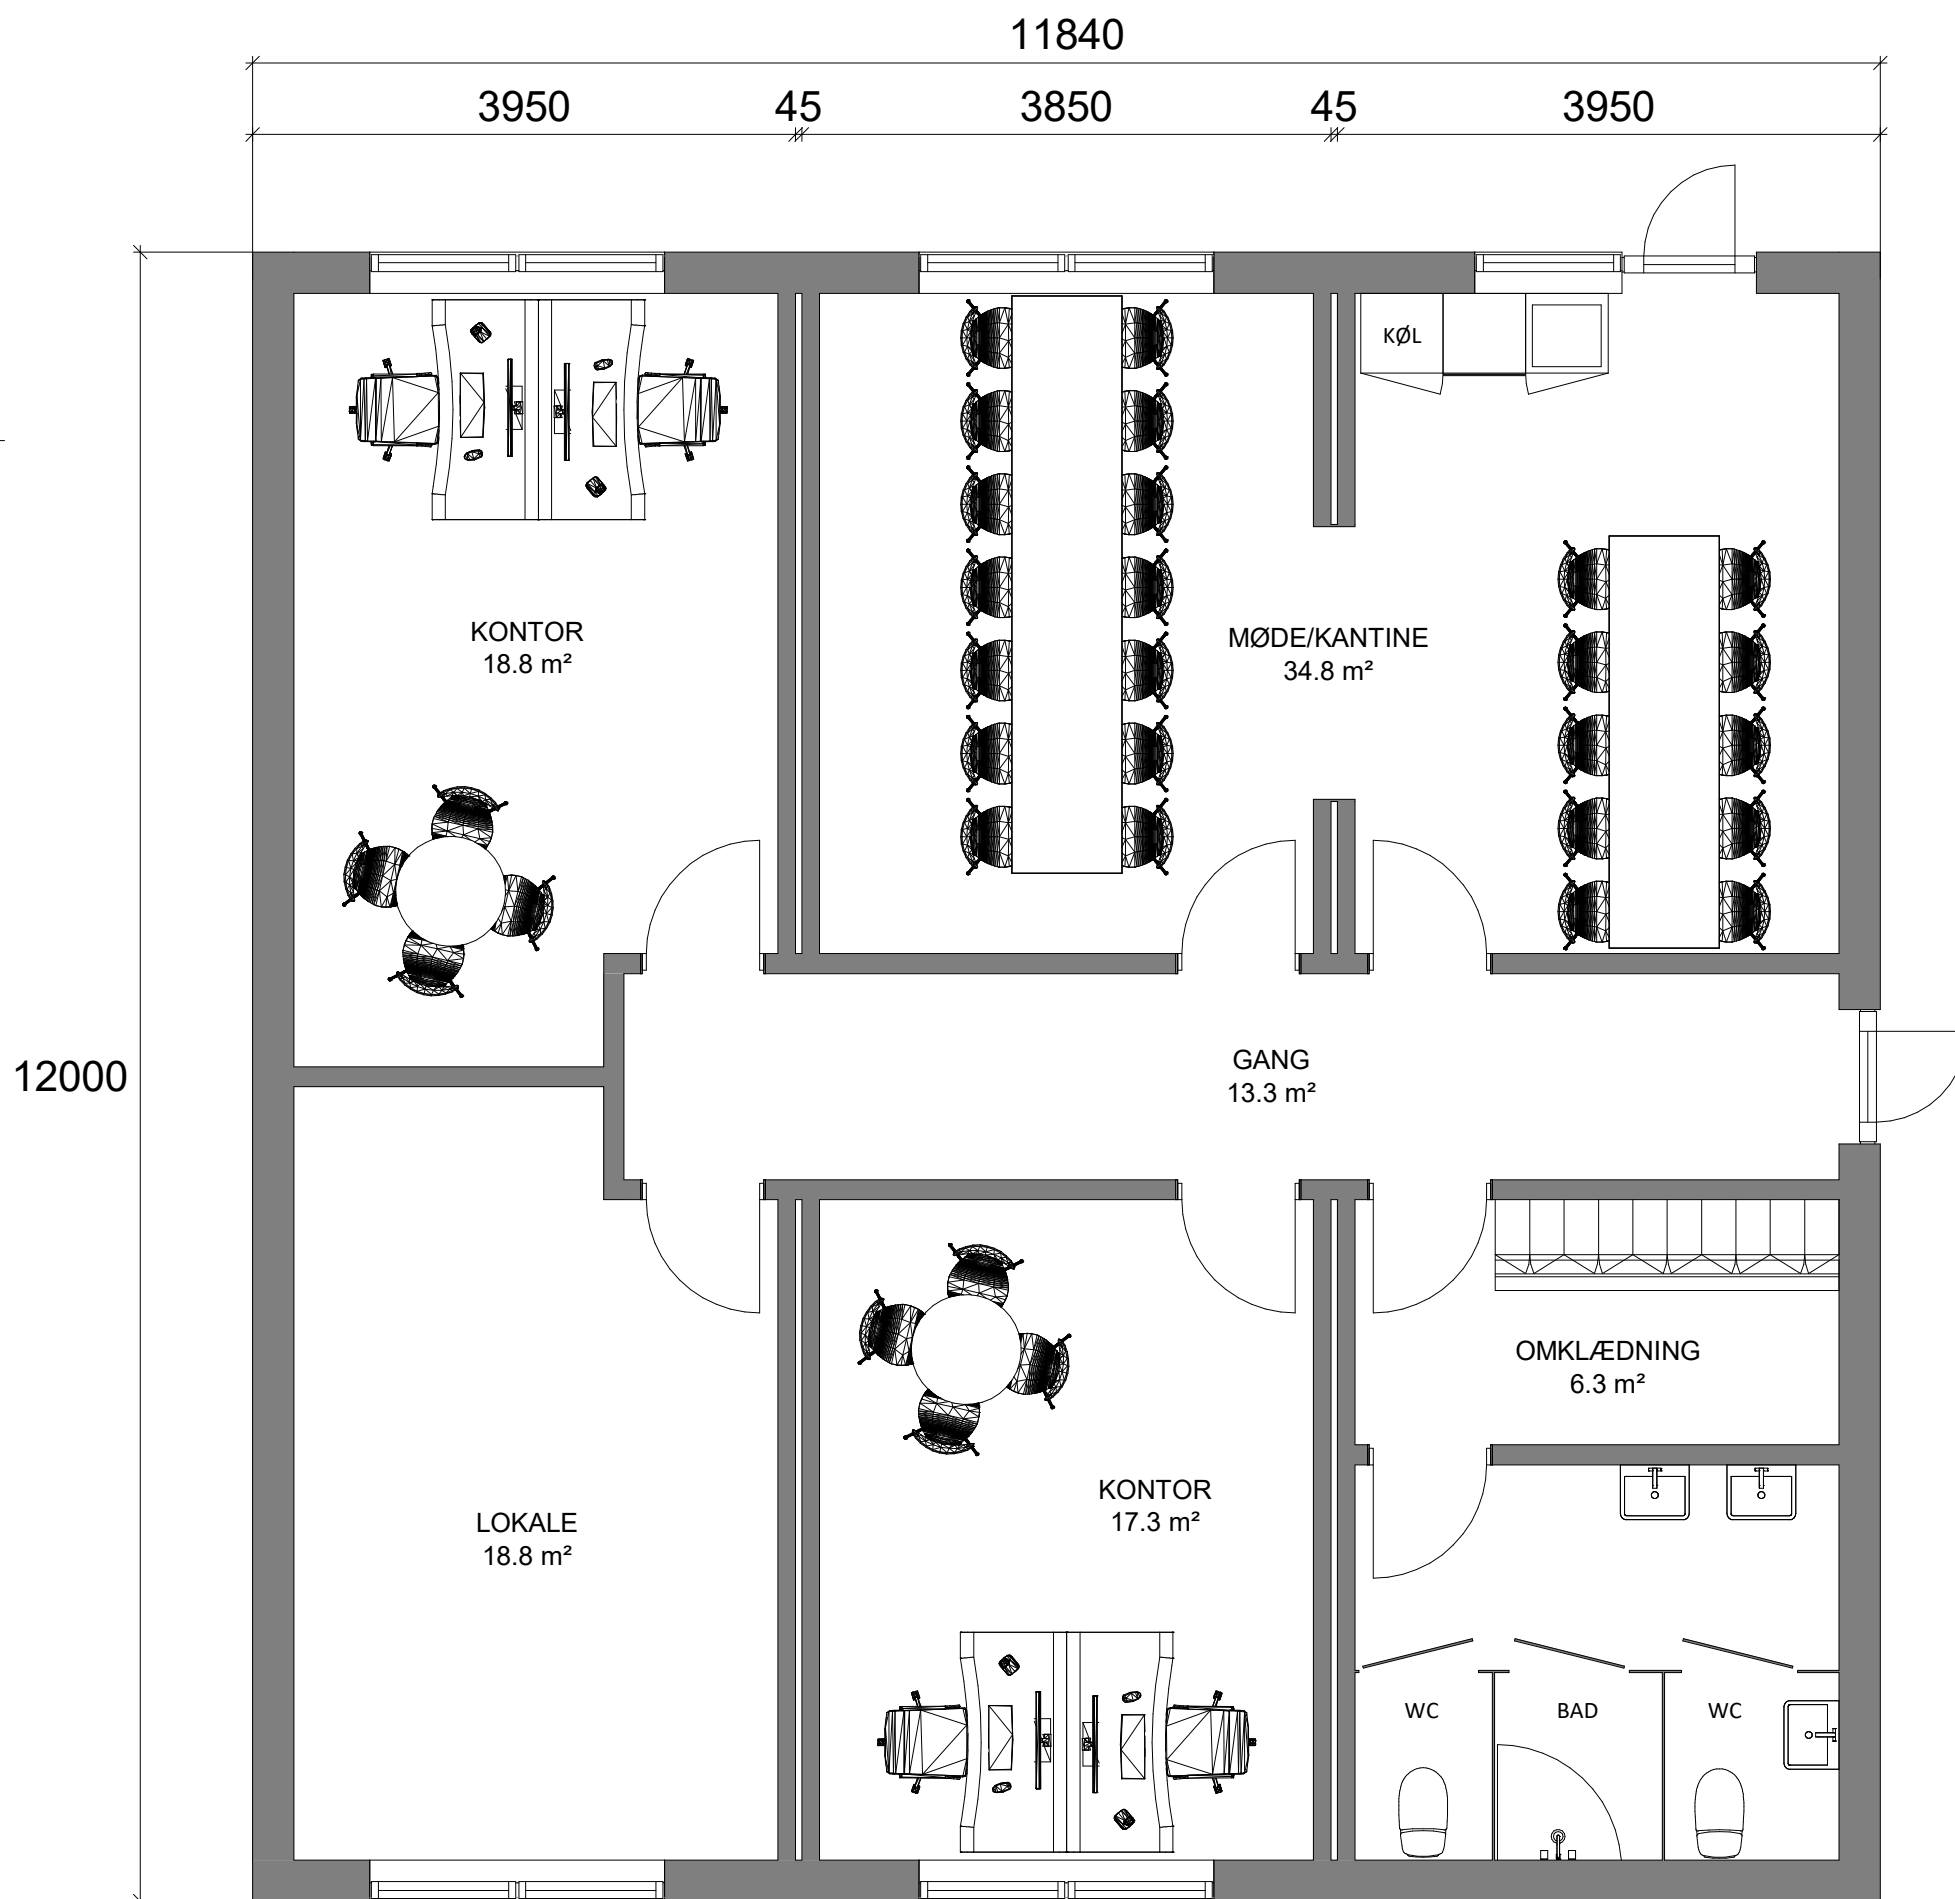 11840
3950 45 3850 45 3950
KØL
KONTOR
18.8 m²
MØDE/KANTINE
34.8 m²
12000
GANG
13.3 m²
OMKLÆDNING
6.3 m²
KONTOR
17.3 m²
LOKALE
18.8 m²
WC BAD WC